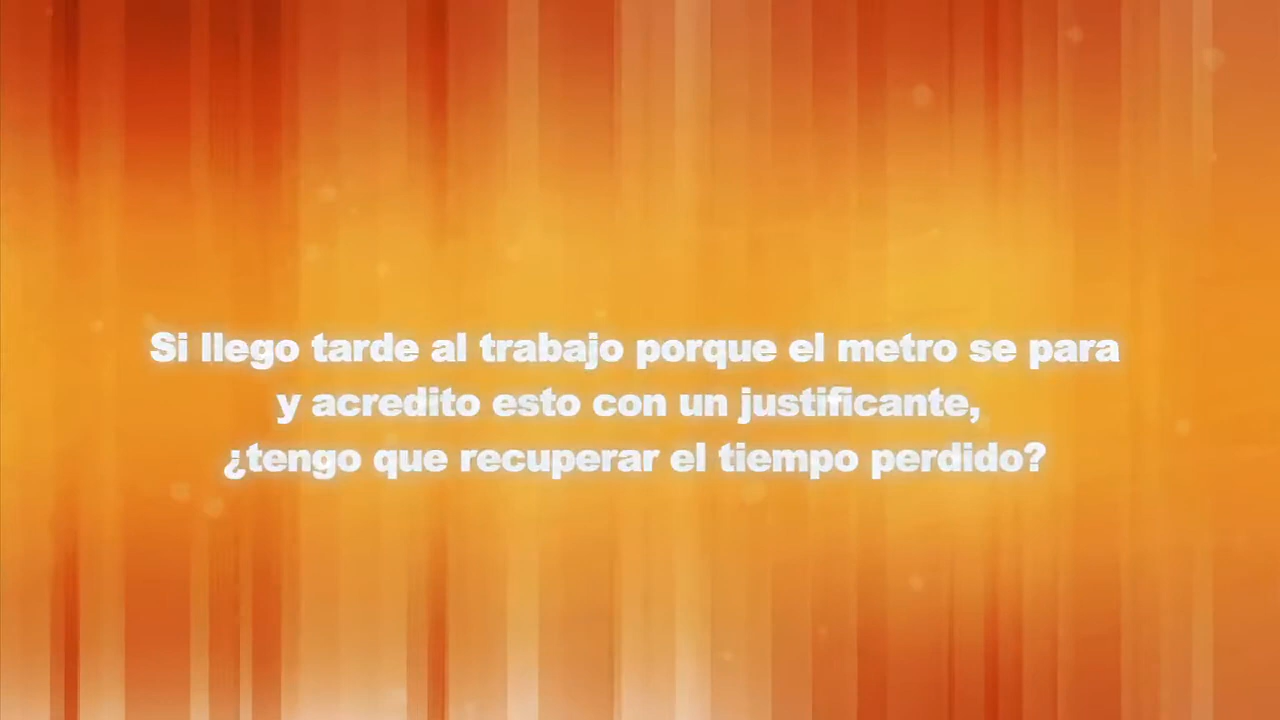 Si llego tarde al trabajo porque el metro se para
y acredito esto con un justificante,
¿tengo que recuperar el tiempo perdido?